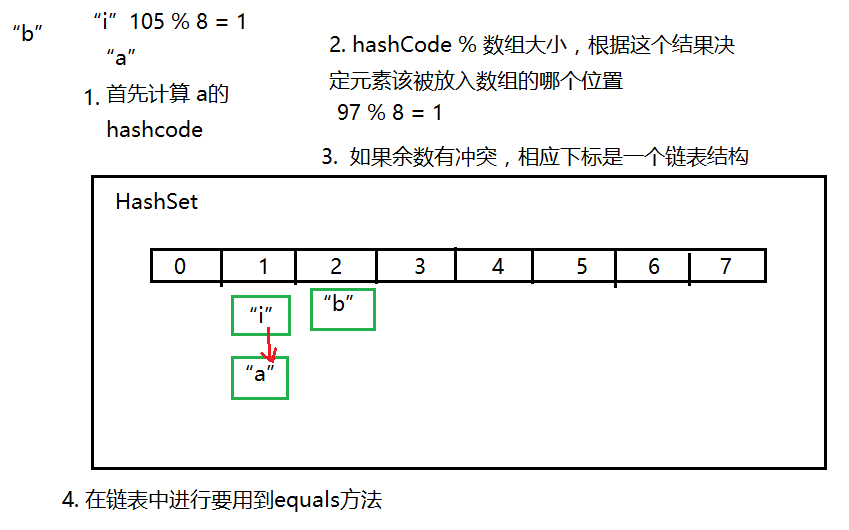 “b”
“i” 105 % 8 = 1
“a”
1. 首先计算 a的
hashcode
2. hashCode % 数组大小，根据这个结果决
定元素该被放入数组的哪个位置
97 % 8 = 1
3. 如果余数有冲突，相应下标是一个链表结构
HashSet
0 1 2 3 4 5 6 7
“i” “b”
“a”
4. 在链表中进行要用到equals方法